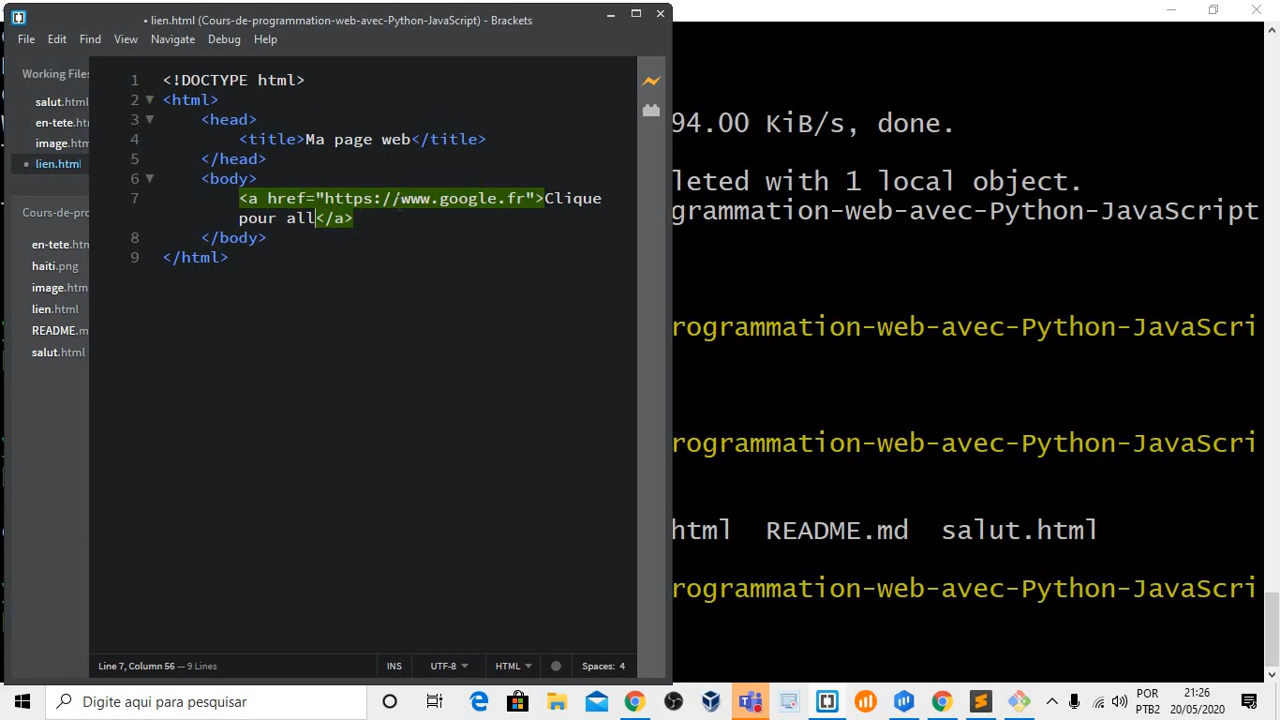 • lien.html (Cours-de-programmation-web-avec-Python-JavaScript) - Brackets
File Edit Find View Navigate Debug Help
Working Files
salut.html
en-tete.
image.htm
• lien.html
Cours-de-pro
en-tete.
haiti.png
image.ht
lien.html
README.m
salut.html
1 <!DOCTYPE html>
2 <html>
3 <head>
4 <title>Ma page web</title>
5 </head>
6 <body>
7 <a href="https://www.google.fr">Clique
pour all</a>
8 </body>
9 </html>
Line 7, Column 56 — 9 Lines
INS
UTF-8
HTML
Spaces: 4
94.00 KiB/s, done.
leted with 1 local object.
grammation-web-avec-Python-JavaScript
rogrammation-web-avec-Python-JavaScri
rogrammation-web-avec-Python-JavaScri
html README.md salut.html
rogrammation-web-avec-Python-JavaScri
Digite aqui para pesquisar
POR
PTB2
20/05/2020